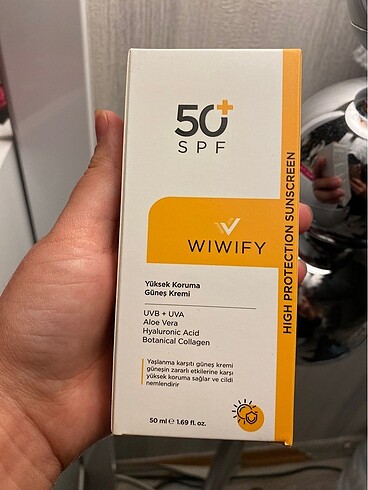 50+
SPF
WIWIFY
HIGH PROTECTION SUNSCREEN
Yüksek Koruma
Güneş Kremi
UVB + UVA
Aloe Vera
Hyaluronic Acid
Botanical Collagen
Yaşlanma karşıtı güneş kremi
güneşin zararlı etkilerine karşı
yüksek koruma sağlar ve cildi
nemlendirir
50 ml ℮ 1.69 fl. oz.